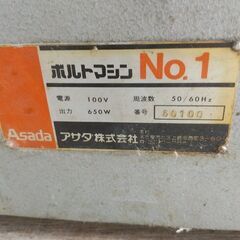 ボルトマシン No.1
電源 100V 周波数 50/60Hz
出力 650W 番号 60100
Asada アサダ株式会社